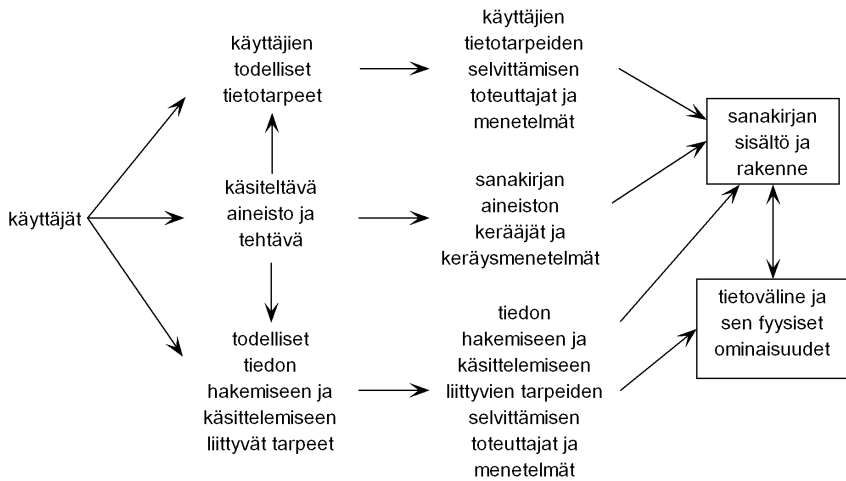 käyttäjät
käyttäjien
todelliset
tietotarpeet
käsiteltävä
aineisto ja
tehtävä
todelliset
tiedon
hakemiseen ja
käsittelemiseen
liittyvät tarpeet
käyttäjien
tietotarpeiden
selvittämisen
toteuttajat ja
menetelmät
sanakirjan
aineiston
kerääjät ja
keräysmenetelmät
tiedon
hakemiseen ja
käsittelemiseen
liittyvien tarpeiden
selvittämisen
toteuttajat ja
menetelmät
sanakirjan
sisältö ja
rakenne
tietoväline ja
sen fyysiset
ominaisuudet